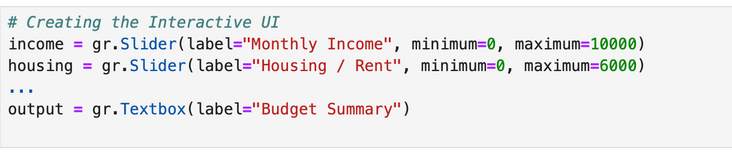 # Creating the Interactive UI
income = gr.Slider(label="Monthly Income", minimum=0, maximum=10000)
housing = gr.Slider(label="Housing / Rent", minimum=0, maximum=6000)
...
output = gr.Textbox(label="Budget Summary")